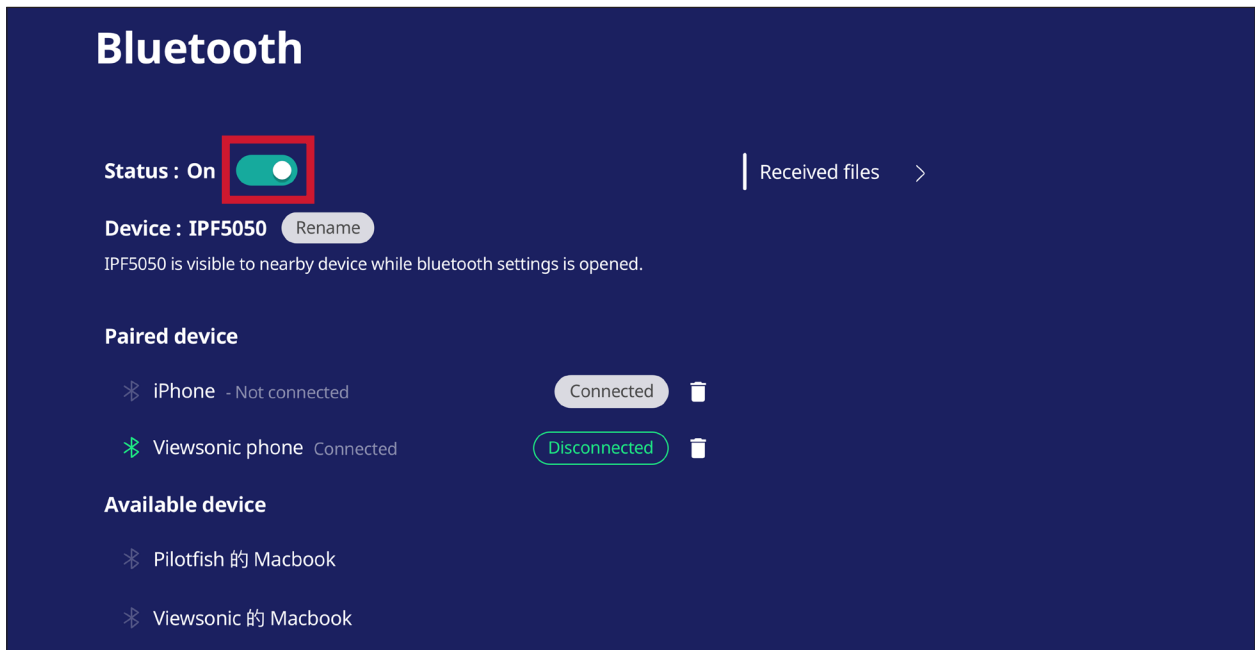 Bluetooth
Status : On
Received files
Device : IPF5050 Rename
IPF5050 is visible to nearby device while bluetooth settings is opened.
Paired device
iPhone - Not connected Connected
Viewsonic phone Connected Disconnected
Available device
Pilotfish 的 Macbook
Viewsonic 的 Macbook